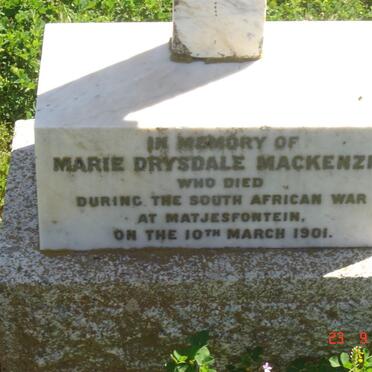 IN MEMORY OF
MARIE DRYSDALE MACKENZI
WHO DIED
DURING THE SOUTH AFRICAN WAR
AT MATJESFONTEIN,
ON THE 10TH MARCH 1901.
23 9